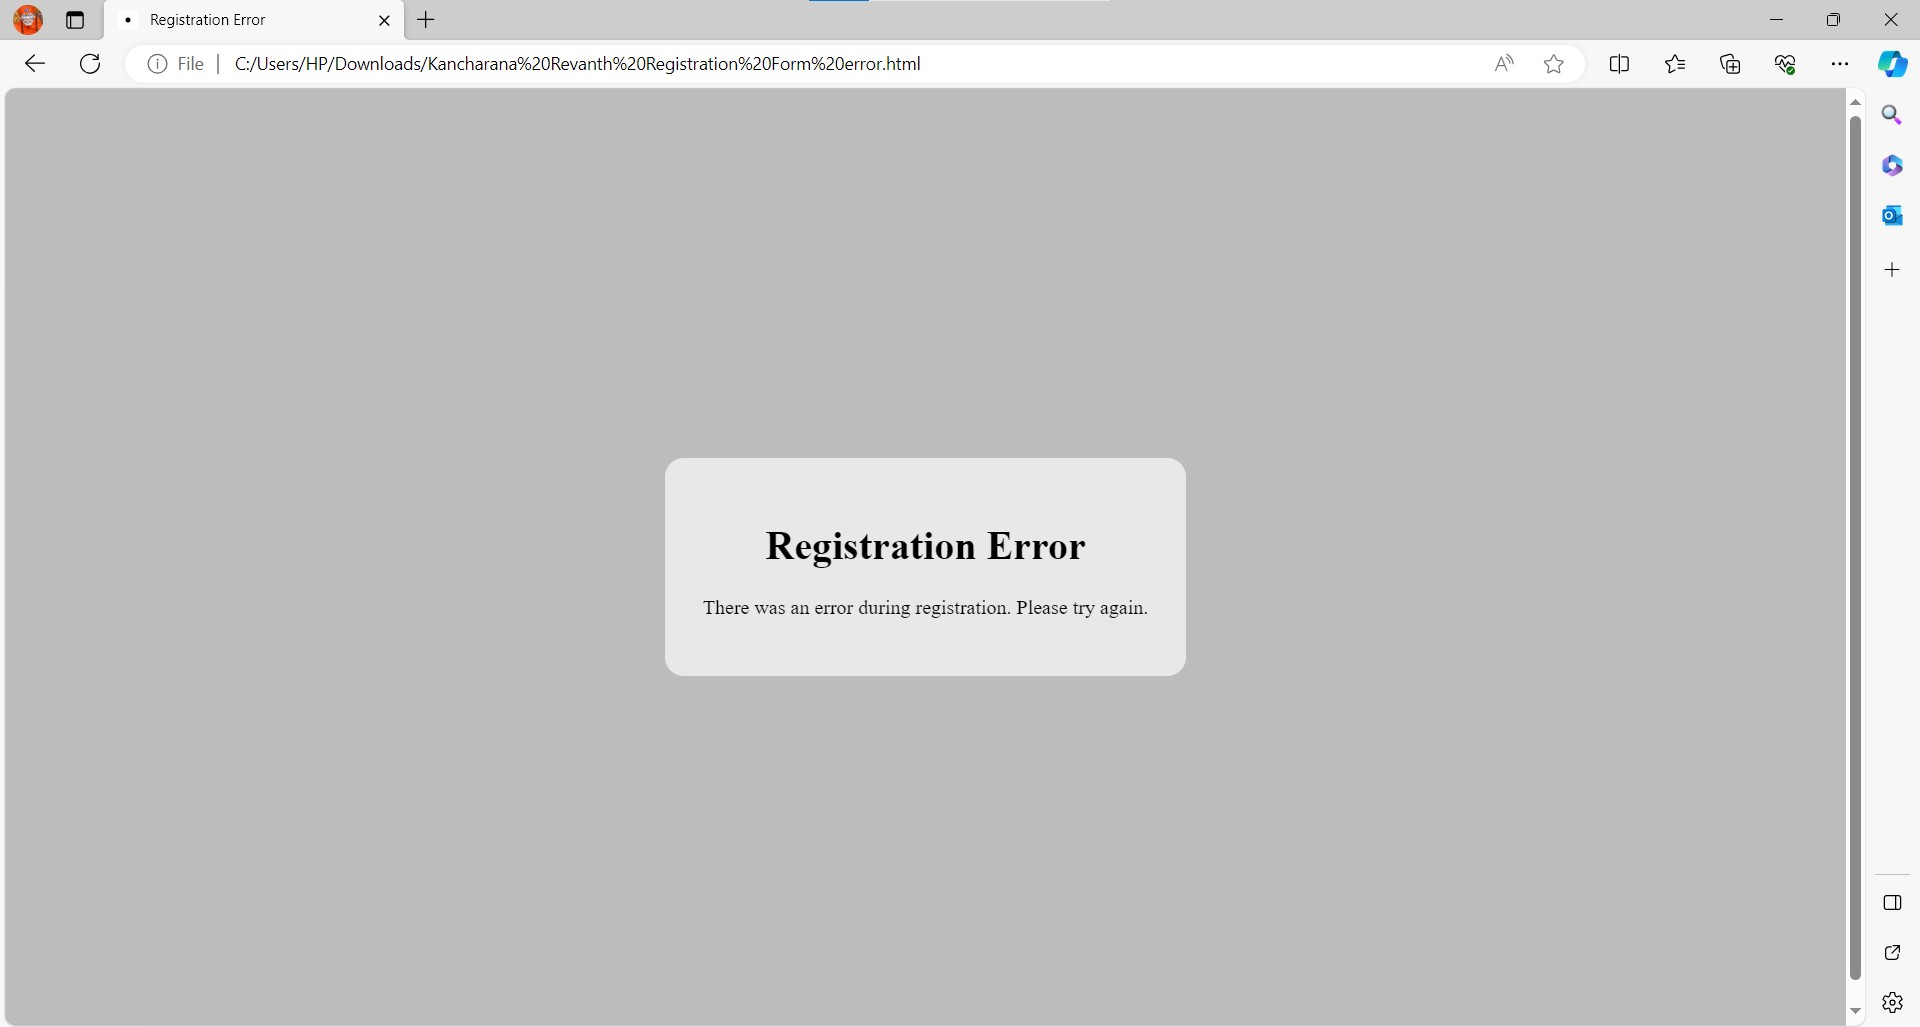 Registration Error
File
C:/Users/HP/Downloads/Kancharana%20Revanth%20Registration%20Form%20error.html
Registration Error
There was an error during registration. Please try again.